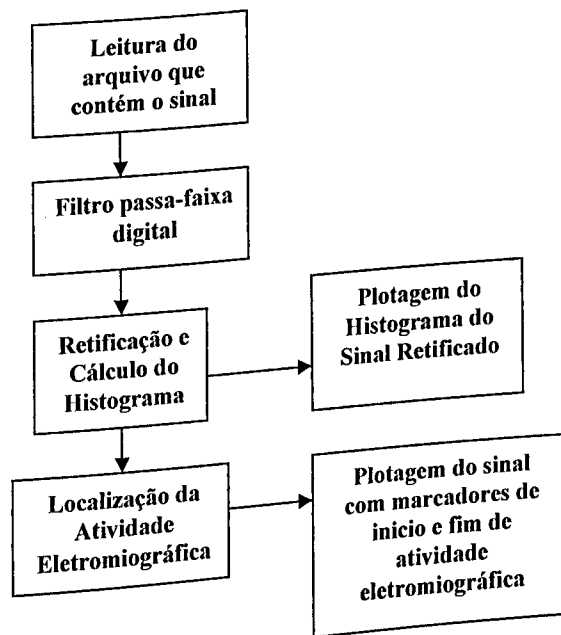 Leitura do
arquivo que
contém o sinal
Filtro passa-faixa
digital
Retificação e
Cálculo do
Histograma
Plotagem do
Histograma do
Sinal Retificado
Localização da
Atividade
Eletromiográfica
Plotagem do sinal
com marcadores de
inicio e fim de
atividade
eletromiográfica